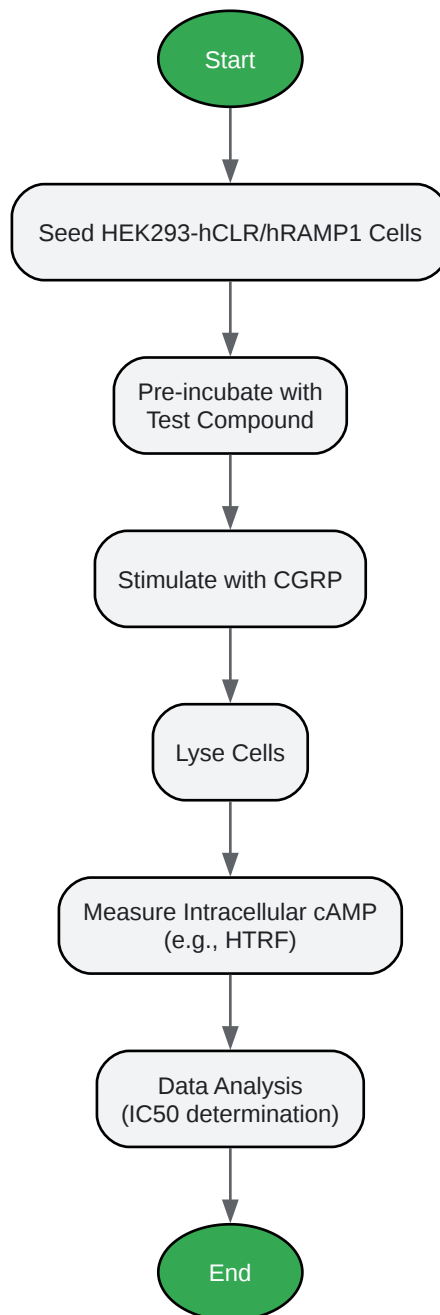 Start
Seed HEK293-hCLR/hRAMP1 Cells
Pre-incubate with
Test Compound
Stimulate with CGRP
Lyse Cells
Measure Intracellular cAMP
(e.g., HTRF)
Data Analysis
(IC50 determination)
End